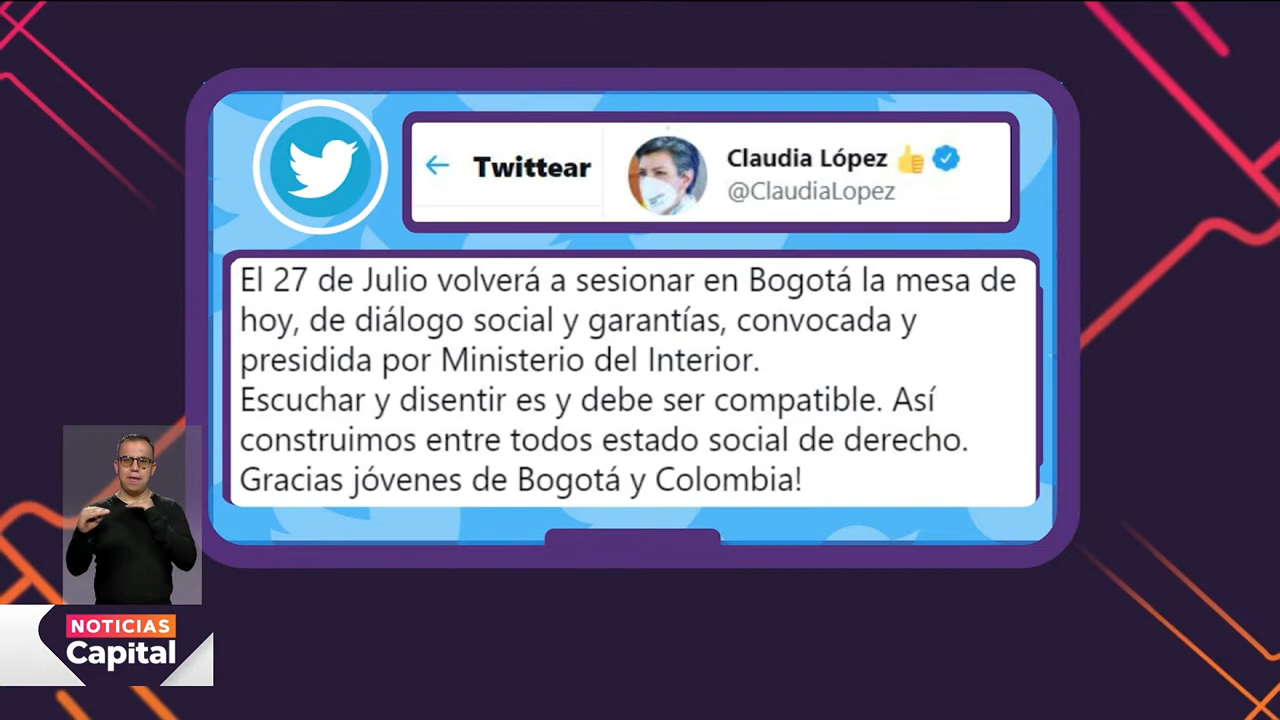 Twittear
Claudia López
@ClaudiaLopez
El 27 de Julio volverá a sesionar en Bogotá la mesa de
hoy, de diálogo social y garantías, convocada y
presidida por Ministerio del Interior.
Escuchar y disentir es y debe ser compatible. Así
construimos entre todos estado social de derecho.
Gracias jóvenes de Bogotá y Colombia!
NOTICIAS
Capital